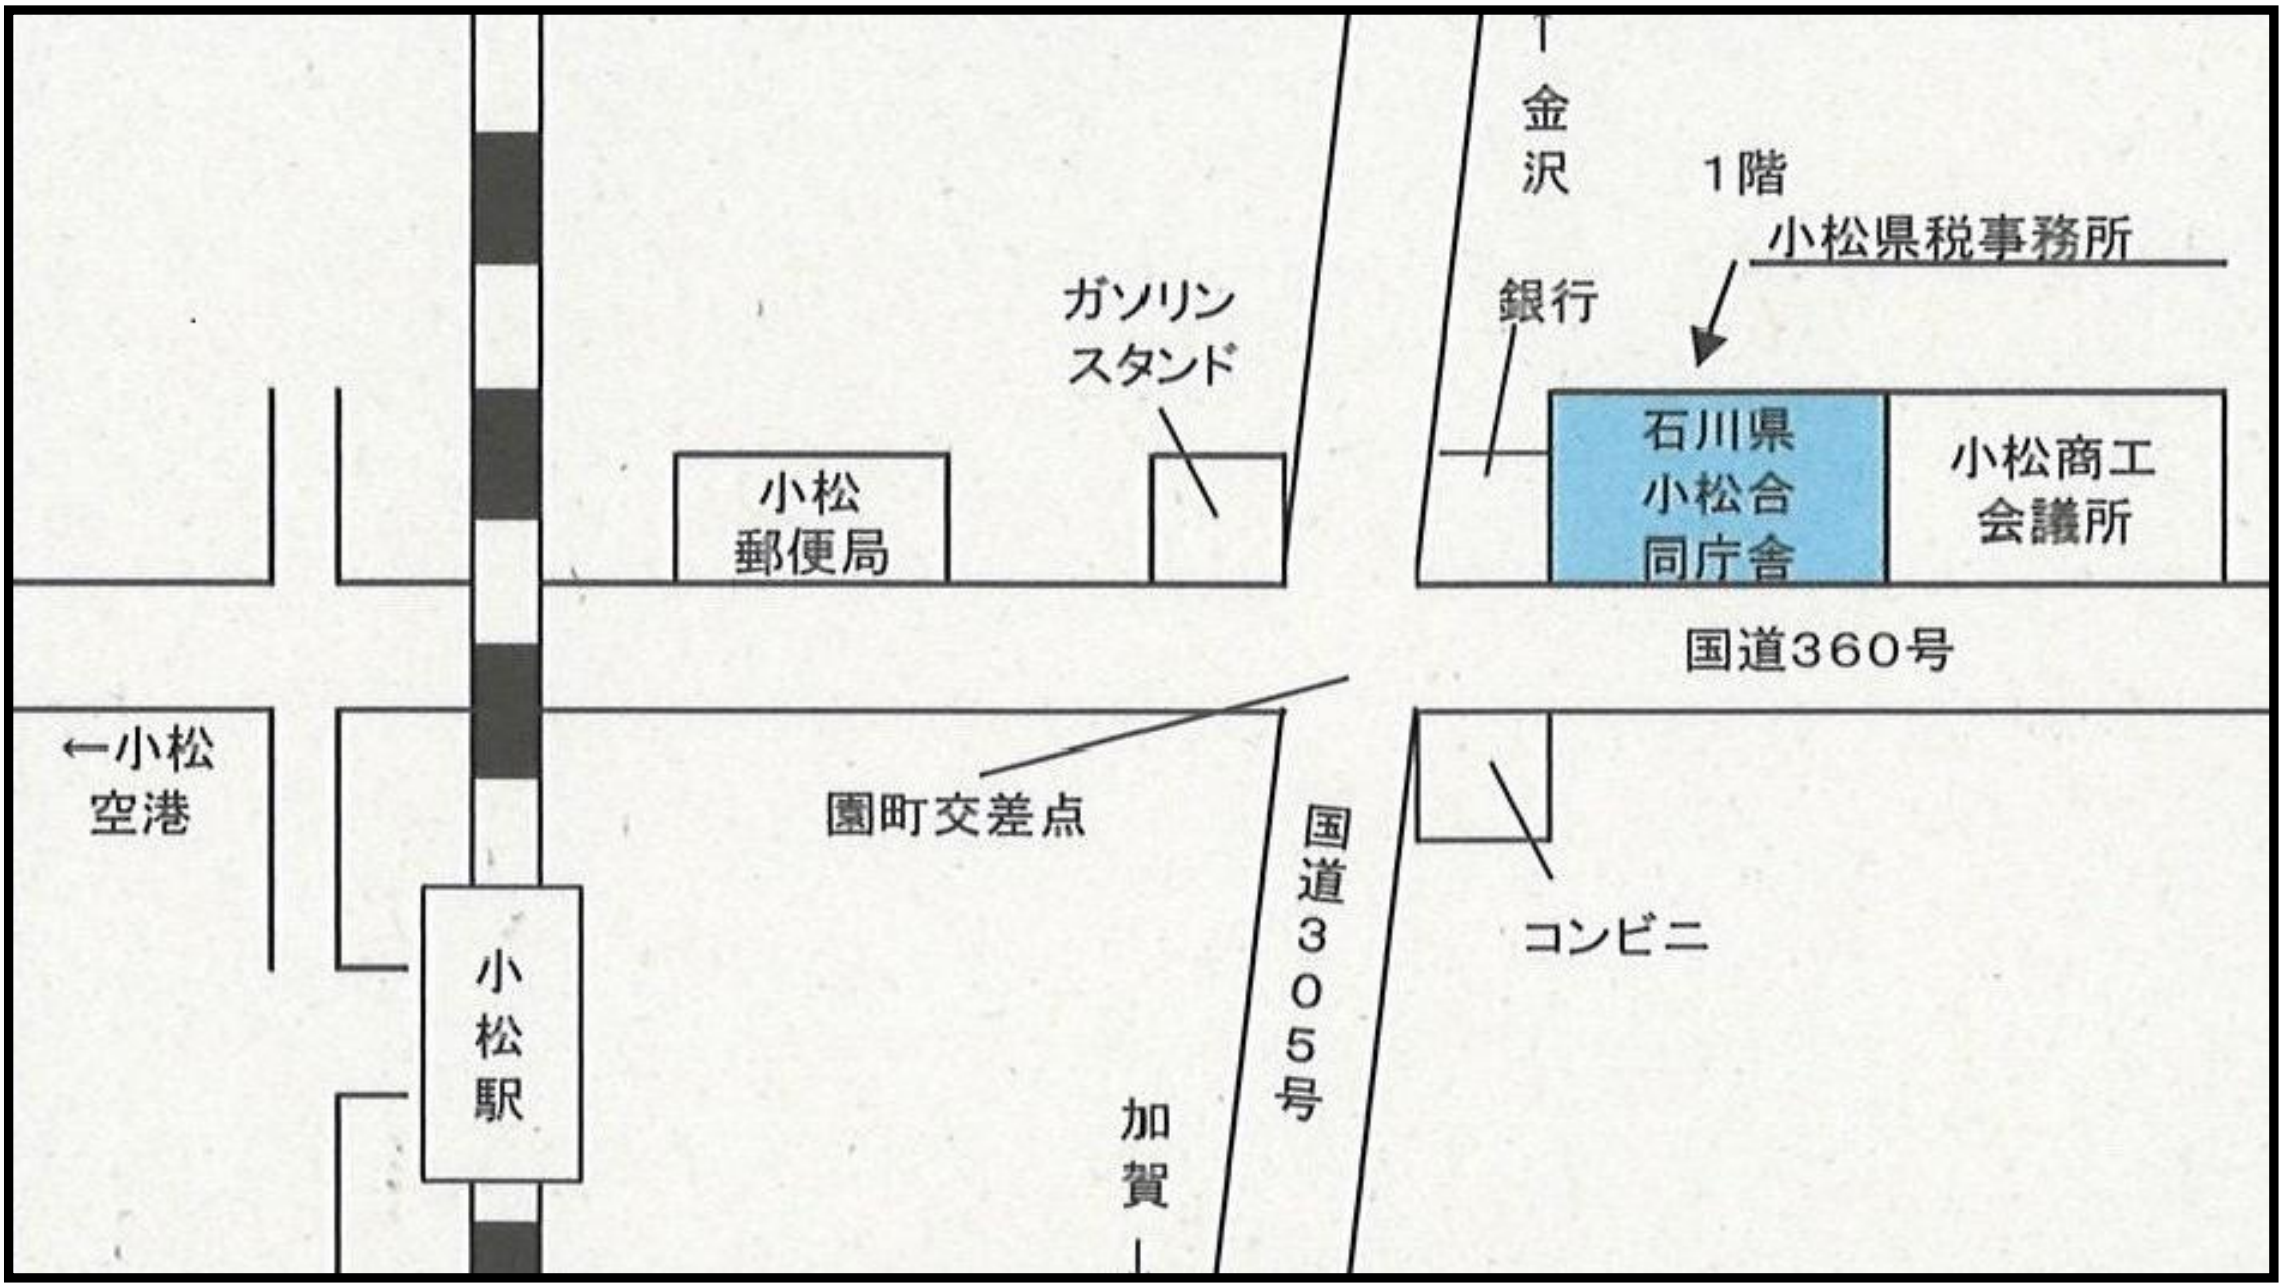 ↑
金沢
1階
小松県税事務所
銀行
ガソリン
スタンド
石川県
小松合
同庁舎
小松商工
会議所
小松
郵便局
国道360号
←小松
空港
園町交差点
国道305号
コンビニ
小松駅
加賀